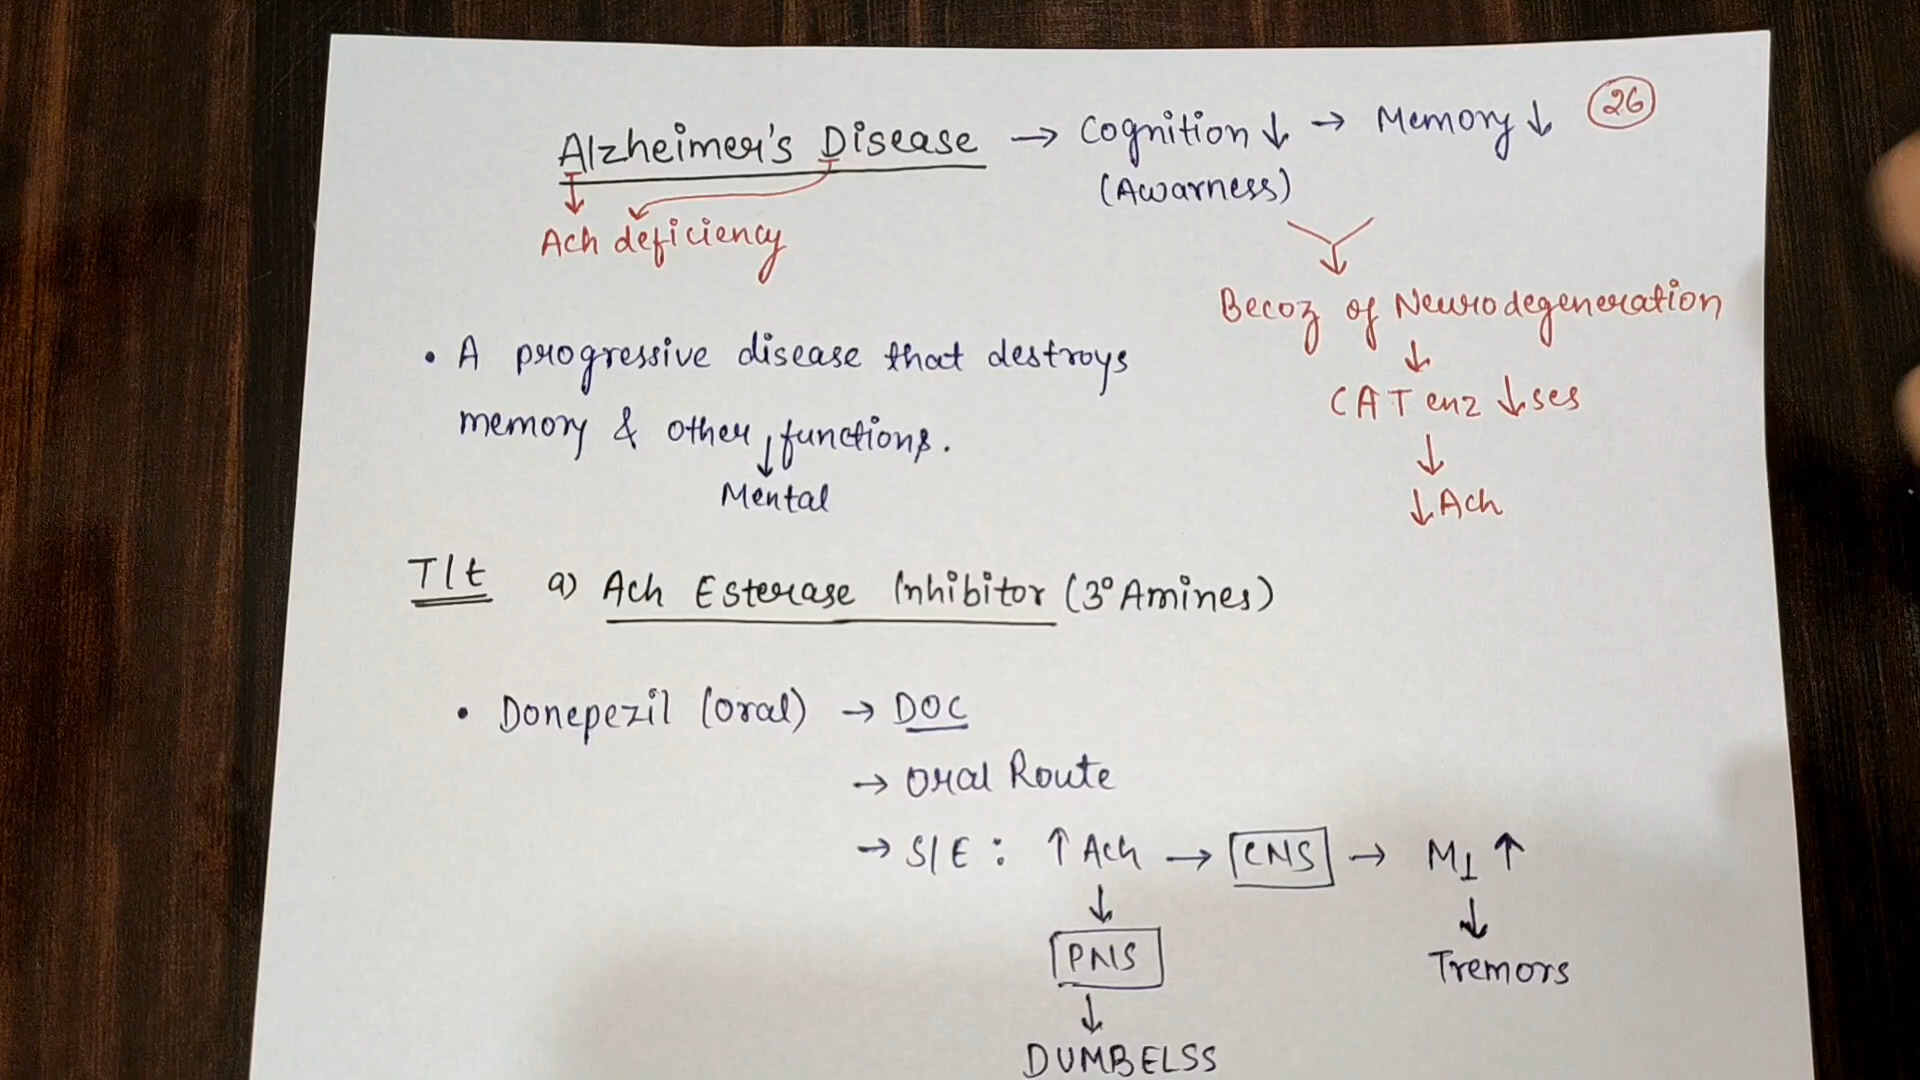 Alzheimer's Disease → Cognition ↓ → Memory ↓ 26
(Awarness)
Ach deficiency
Becoz of Neurodegeneration
↓
CAT enz ↓ses
↓
↓ Ach
• A progressive disease that destroys
memory & other functions.
Mental
T/t a) Ach Esterase Inhibitor (3° Amines)
• Donepezil (oral) → DOC
→ Oral Route
→ S/E : ↑ Ach → CNS → M1 ↑
↓ ↓
PNS Tremors
↓
DUMBELSS